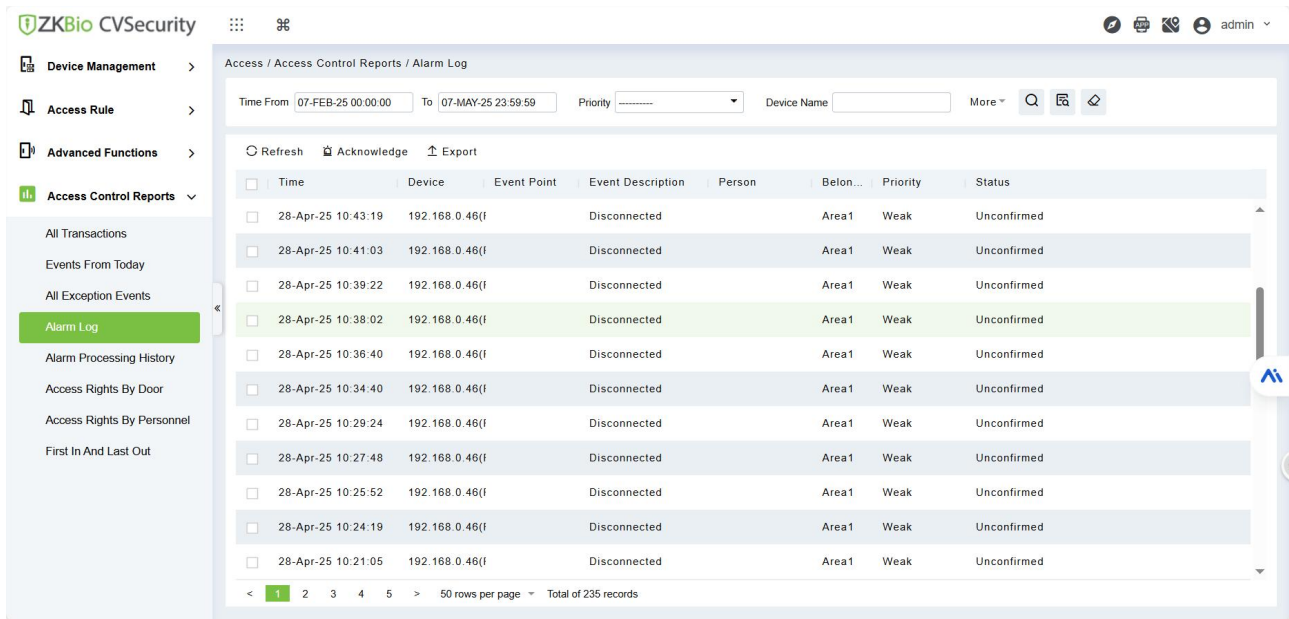 ZKBio CVSecurity
admin
Device Management
Access Rule
Advanced Functions
Access Control Reports
All Transactions
Events From Today
All Exception Events
Alarm Log
Alarm Processing History
Access Rights By Door
Access Rights By Personnel
First In And Last Out
Access / Access Control Reports / Alarm Log
Time From 07-FEB-25 00:00:00 To 07-MAY-25 23:59:59 Priority ---------- Device Name More
Refresh Acknowledge Export
Time Device Event Point Event Description Person Belon... Priority Status
28-Apr-25 10:43:19 192.168.0.46( Disconnected Area1 Weak Unconfirmed
28-Apr-25 10:41:03 192.168.0.46( Disconnected Area1 Weak Unconfirmed
28-Apr-25 10:39:22 192.168.0.46( Disconnected Area1 Weak Unconfirmed
28-Apr-25 10:38:02 192.168.0.46( Disconnected Area1 Weak Unconfirmed
28-Apr-25 10:36:40 192.168.0.46( Disconnected Area1 Weak Unconfirmed
28-Apr-25 10:34:40 192.168.0.46( Disconnected Area1 Weak Unconfirmed
28-Apr-25 10:29:24 192.168.0.46( Disconnected Area1 Weak Unconfirmed
28-Apr-25 10:27:48 192.168.0.46( Disconnected Area1 Weak Unconfirmed
28-Apr-25 10:25:52 192.168.0.46( Disconnected Area1 Weak Unconfirmed
28-Apr-25 10:24:19 192.168.0.46( Disconnected Area1 Weak Unconfirmed
28-Apr-25 10:21:05 192.168.0.46( Disconnected Area1 Weak Unconfirmed
< 1 2 3 4 5 > 50 rows per page Total of 235 records